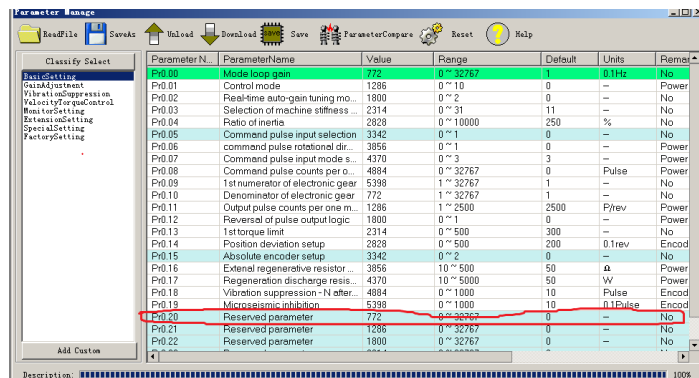 Parameter Manage
ReadFile SaveAs Unload Download save Save ParameterCompare Reset ? Help
Classify Select
BasicSetting
GainAdjustment
VibrationSuppression
VelocityTorqueControl
MonitorSetting
ExtensionSetting
SpecialSetting
FactorySetting
Add Custom
Parameter N... ParameterName Value Range Default Units Remar
Pr0.00 Mode loop gain 772 0 ~ 32767 1 0.1Hz No
Pr0.01 Control mode 1286 0 ~ 10 0 – Power
Pr0.02 Real-time auto-gain tuning mo... 1800 0 ~ 2 0 – No
Pr0.03 Selection of machine stiffness ... 2314 0 ~ 31 11 – No
Pr0.04 Ratio of inertia 2828 0 ~ 10000 250 % No
Pr0.05 Command pulse input selection 3342 0 ~ 1 0 – No
Pr0.06 command pulse rotational dir... 3856 0 ~ 1 0 – Power
Pr0.07 Command pulse input mode s... 4370 0 ~ 3 3 – Power
Pr0.08 Command pulse counts per o... 4884 0 ~ 32767 0 Pulse Power
Pr0.09 1st numerator of electronic gear 5398 1 ~ 32767 1 – No
Pr0.10 Denominator of electronic gear 772 1 ~ 32767 1 – No
Pr0.11 Output pulse counts per one m... 1286 1 ~ 2500 2500 P/rev Power
Pr0.12 Reversal of pulse output logic 1800 0 ~ 1 0 – Power
Pr0.13 1st torque limit 2314 0 ~ 500 300 – No
Pr0.14 Position deviation setup 2828 0 ~ 500 200 0.1rev Encod
Pr0.15 Absolute encoder setup 3342 0 ~ 2 0 – No
Pr0.16 Extenal regenerative resistor ... 3856 10 ~ 500 50 Ω Power
Pr0.17 Regeneration discharge resis... 4370 10 ~ 5000 50 W Power
Pr0.18 Vibration suppression - N after... 4884 0 ~ 1000 10 Pulse Encod
Pr0.19 Microseismic inhibition 5398 0 ~ 1000 10 0.1Pulse Encod
Pr0.20 Reserved parameter 772 0 ~ 32767 0 – No
Pr0.21 Reserved parameter 1286 0 ~ 32767 0 – No
Pr0.22 Reserved parameter 1800 0 ~ 32767 0 – No
Description: 100%